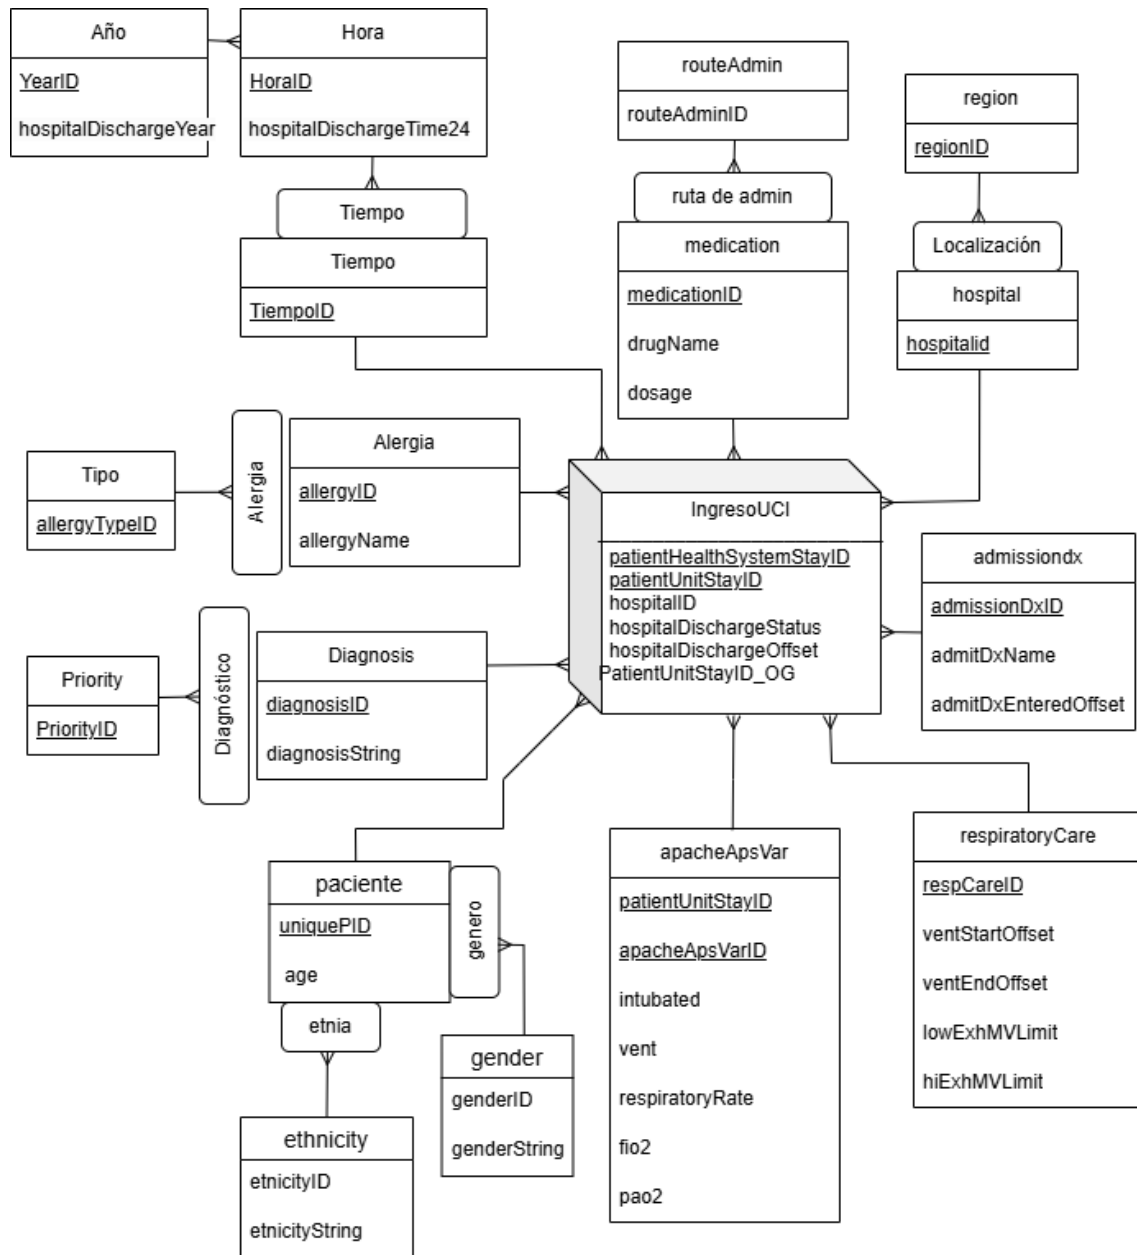 Año
YearID
hospitalDischargeYear
Hora
HoraID
hospitalDischargeTime24
Tiempo
Tiempo
TiempoID
routeAdmin
routeAdminID
ruta de admin
medication
medicationID
drugName
dosage
region
regionID
Localización
hospital
hospitalid
Tipo
allergyTypeID
Alergia
Alergia
allergyID
allergyName
IngresoUCI
patientHealthSystemStayID
patientUnitStayID
hospitalID
hospitalDischargeStatus
hospitalDischargeOffset
PatientUnitStayID_OG
admissiondx
admissionDxID
admitDxName
admitDxEnteredOffset
Priority
PriorityID
Diagnóstico
Diagnosis
diagnosisID
diagnosisString
paciente
uniquePID
age
genero
etnia
gender
genderID
genderString
ethnicity
etnicityID
etnicityString
apacheApsVar
patientUnitStayID
apacheApsVarID
intubated
vent
respiratoryRate
fio2
pao2
respiratoryCare
respCareID
ventStartOffset
ventEndOffset
lowExhMVLimit
hiExhMVLimit